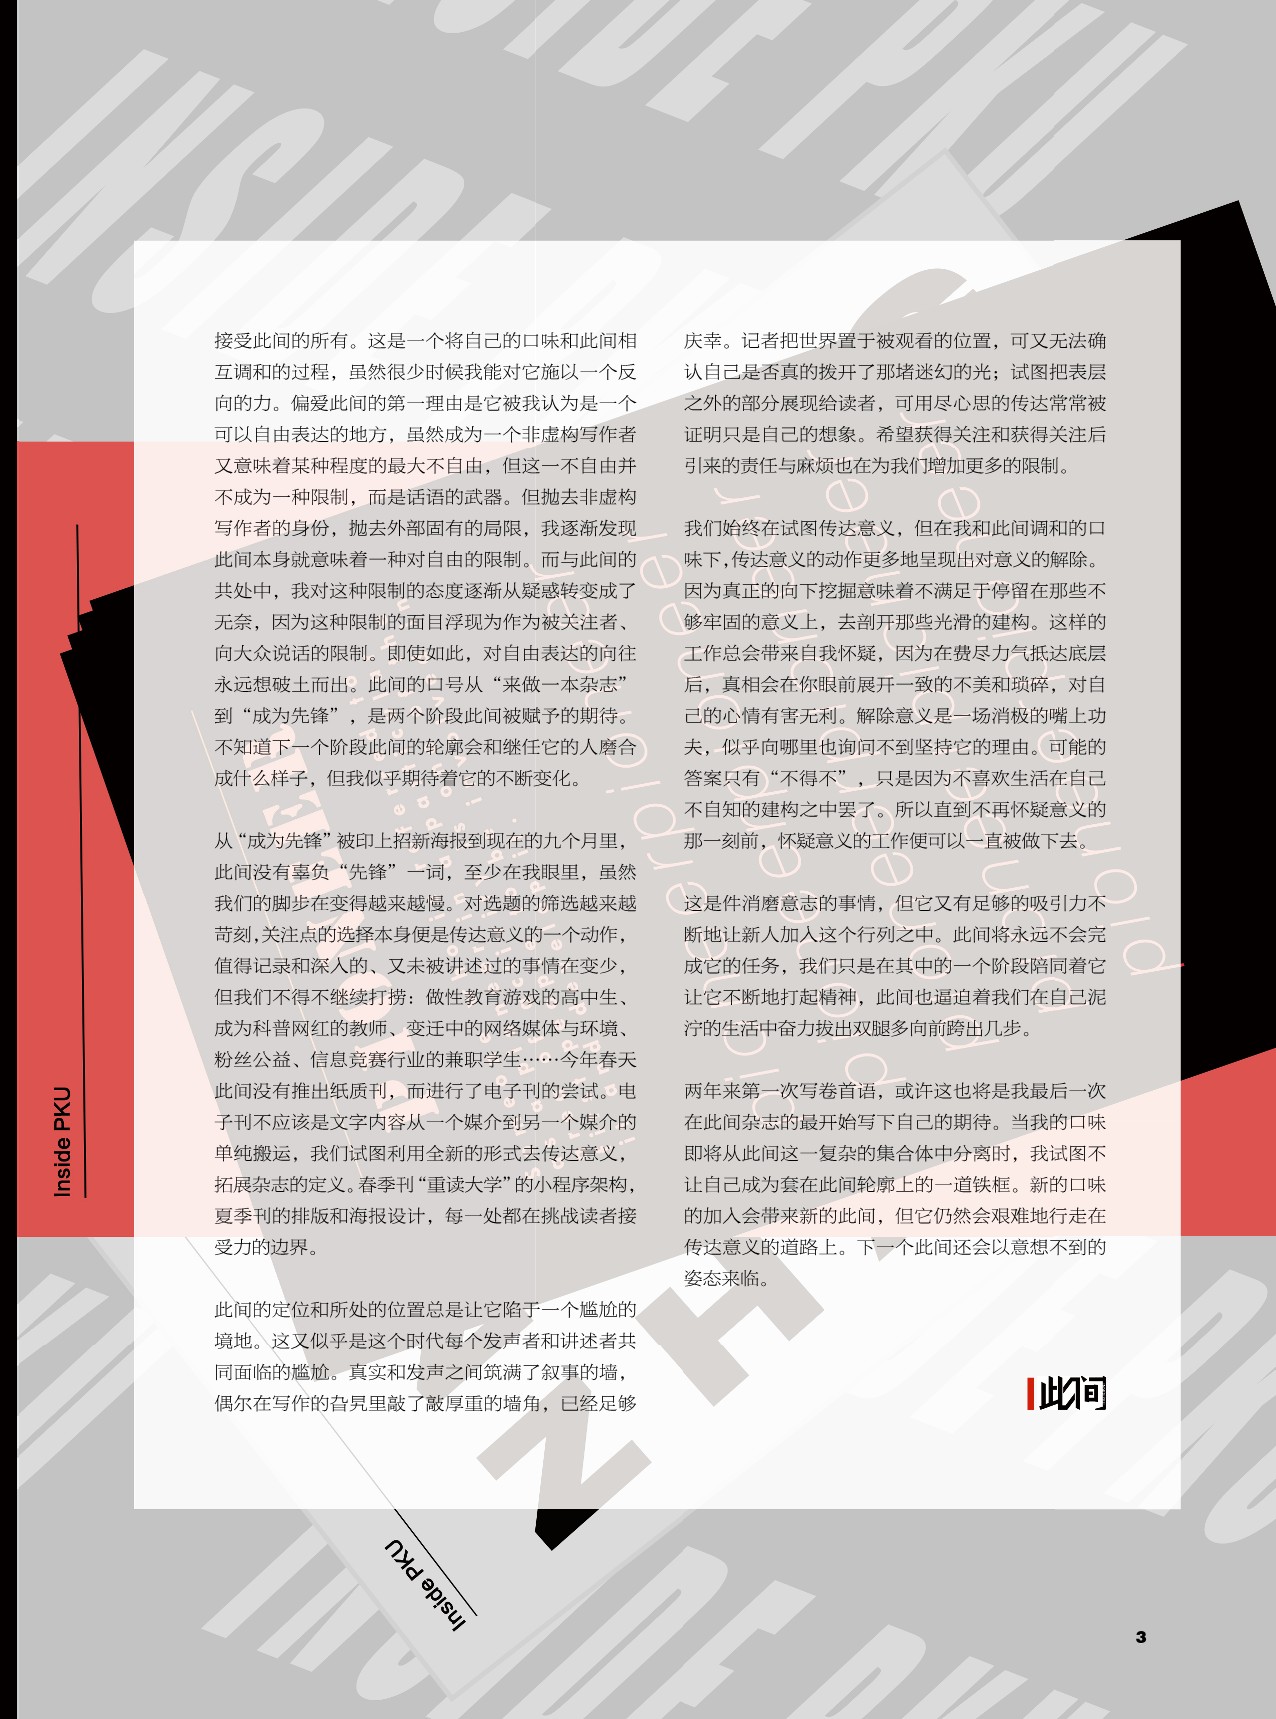 接受此间的所有。这是一个将自己的口味和此间相
互调和的过程，虽然很少时候我能对它施以一个反
向的力。偏爱此间的第一理由是它被我认为是一个
可以自由表达的地方，虽然成为一个非虚构写作者
又意味着某种程度的最大不自由，但这一不自由并
不成为一种限制，而是话语的武器。但抛去非虚构
写作者的身份，抛去外部固有的局限，我逐渐发现
此间本身就意味着一种对自由的限制。而与此间的
共处中，我对这种限制的态度逐渐从疑惑转变成了
无奈，因为这种限制的面目浮现为作为被关注者、
向大众说话的限制。即使如此，对自由表达的向往
永远想破土而出。此间的口号从“来做一本杂志”
到“成为先锋”，是两个阶段此间被赋予的期待。
不知道下一个阶段此间的轮廓会和继任它的人磨合
成什么样子，但我似乎期待着它的不断变化。
从“成为先锋”被印上招新海报到现在的九个月里，
此间没有辜负“先锋”一词，至少在我眼里，虽然
我们的脚步在变得越来越慢。对选题的筛选越来越
苛刻，关注点的选择本身便是传达意义的一个动作，
值得记录和深入的、又未被讲述过的事情在变少，
但我们不得不继续打捞：做性教育游戏的高中生、
成为科普网红的教师、变迁中的网络媒体与环境、
粉丝公益、信息竞赛行业的兼职学生……今年春天
此间没有推出纸质刊，而进行了电子刊的尝试。电
子刊不应该是文字内容从一个媒介到另一个媒介的
单纯搬运，我们试图利用全新的形式去传达意义，
拓展杂志的定义。春季刊“重读大学”的小程序架构，
夏季刊的排版和海报设计，每一处都在挑战读者接
受力的边界。
此间的定位和所处的位置总是让它陷于一个尴尬的
境地。这又似乎是这个时代每个发声者和讲述者共
同面临的尴尬。真实和发声之间筑满了叙事的墙，
偶尔在写作的旮旯里敲了敲厚重的墙角，已经足够
庆幸。记者把世界置于被观看的位置，可又无法确
认自己是否真的拨开了那堵迷幻的光；试图把表层
之外的部分展现给读者，可用尽心思的传达常常被
证明只是自己的想象。希望获得关注和获得关注后
引来的责任与麻烦也在为我们增加更多的限制。
我们始终在试图传达意义，但在我和此间调和的口
味下，传达意义的动作更多地呈现出对意义的解除。
因为真正的向下挖掘意味着不满足于停留在那些不
够牢固的意义上，去剖开那些光滑的建构。这样的
工作总会带来自我怀疑，因为在费尽力气抵达底层
后，真相会在你眼前展开一致的不美和琐碎，对自
己的心情有害无利。解除意义是一场消极的嘴上功
夫，似乎向哪里也询问不到坚持它的理由。可能的
答案只有“不得不”，只是因为不喜欢生活在自己
不自知的建构之中罢了。所以直到不再怀疑意义的
那一刻前，怀疑意义的工作便可以一直被做下去。
这是件消磨意志的事情，但它又有足够的吸引力不
断地让新人加入这个行列之中。此间将永远不会完
成它的任务，我们只是在其中的一个阶段陪同着它
让它不断地打起精神，此间也逼迫着我们在自己泥
泞的生活中奋力拔出双腿多向前跨出几步。
两年来第一次写卷首语，或许这也将是我最后一次
在此间杂志的最开始写下自己的期待。当我的口味
即将从此间这一复杂的集合体中分离时，我试图不
让自己成为套在此间轮廓上的一道铁框。新的口味
的加入会带来新的此间，但它仍然会艰难地行走在
传达意义的道路上。下一个此间还会以意想不到的
姿态来临。
此间
Inside PKU
Inside PKU
3
INSIDE PKU